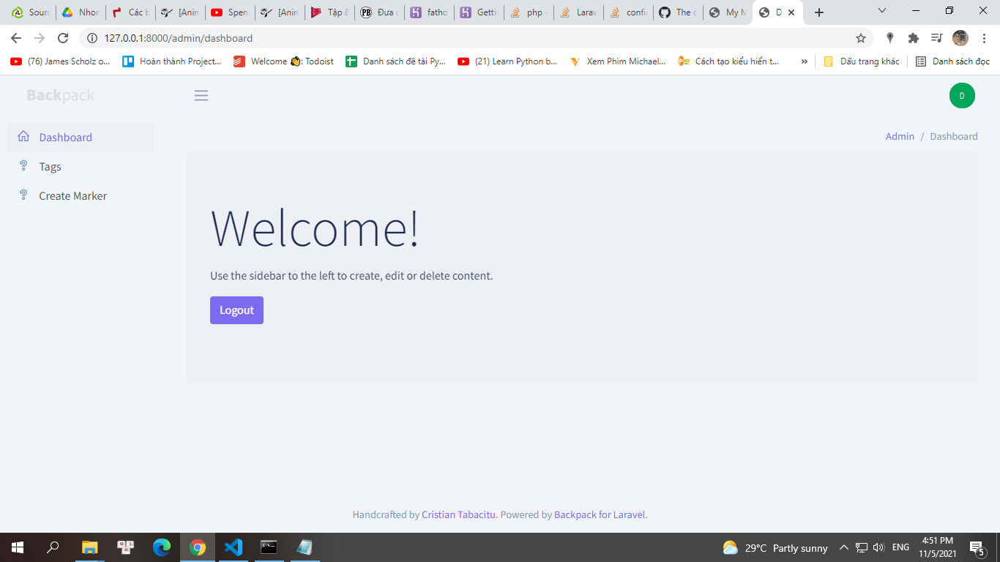 Sourc
Nhon
Các b
[Anin
Spen
[Anin
Tập 8
Đưa c
fatho
Getti
php -
Larav
confi
The c
My M
D
127.0.0.1:8000/admin/dashboard
(76) James Scholz o...
Hoàn thành Project...
Welcome 👋: Todoist
Danh sách đề tài Py...
(21) Learn Python b...
Xem Phim Michael...
Cách tạo kiểu hiển t...
»
Dấu trang khác
Danh sách đọc
Backpack
D
Dashboard
Tags
Create Marker
Admin / Dashboard
Welcome!
Use the sidebar to the left to create, edit or delete content.
Logout
Handcrafted by Cristian Tabacitu. Powered by Backpack for Laravel.
29°C Partly sunny
ENG
4:51 PM
11/5/2021
5